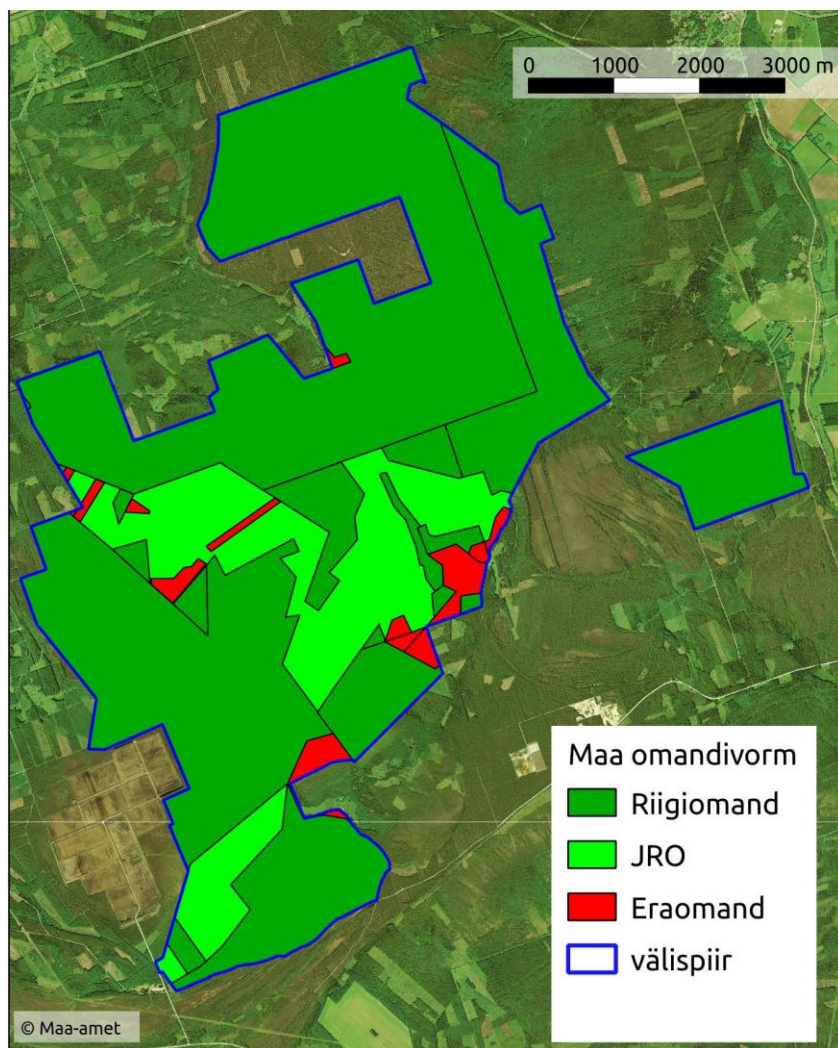 0 1000 2000 3000 m
Maa omandivorm
Riigiomand
JRO
Eraomand
välispiir
© Maa-amet